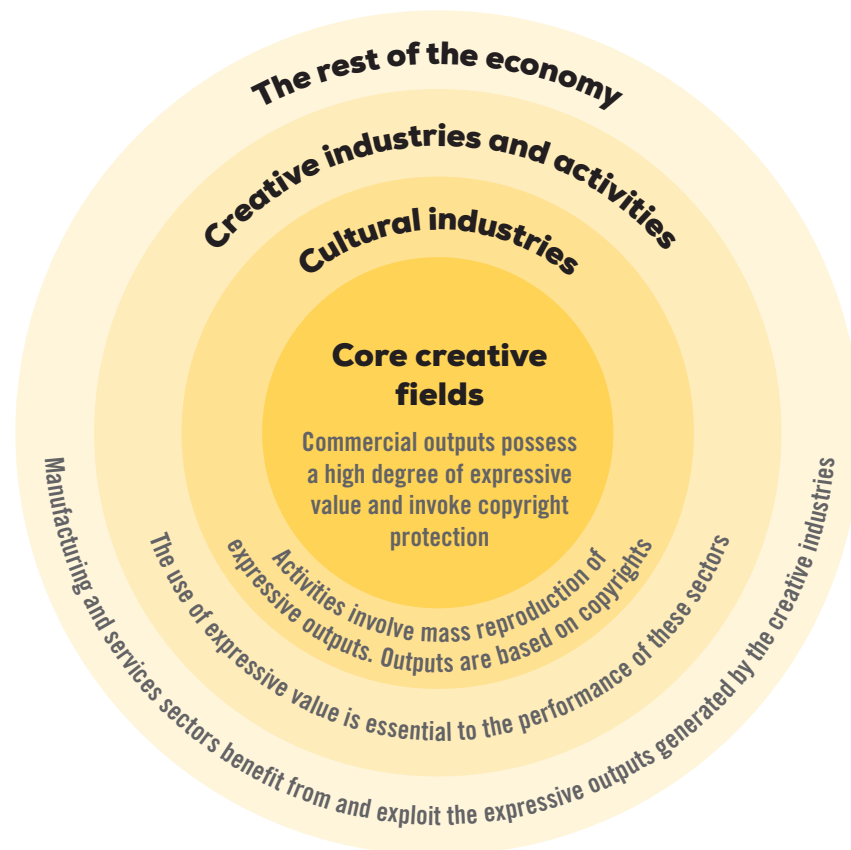 The rest of the economy
Creative industries and activities
Cultural industries
Core creative
fields
Commercial outputs possess
a high degree of expressive
value and invoke copyright
protection
Activities involve mass reproduction of
expressive outputs. Outputs are based on copyrights
The use of expressive value is essential to the performance of these sectors
Manufacturing and services sectors benefit from and exploit the expressive outputs generated by the creative industries